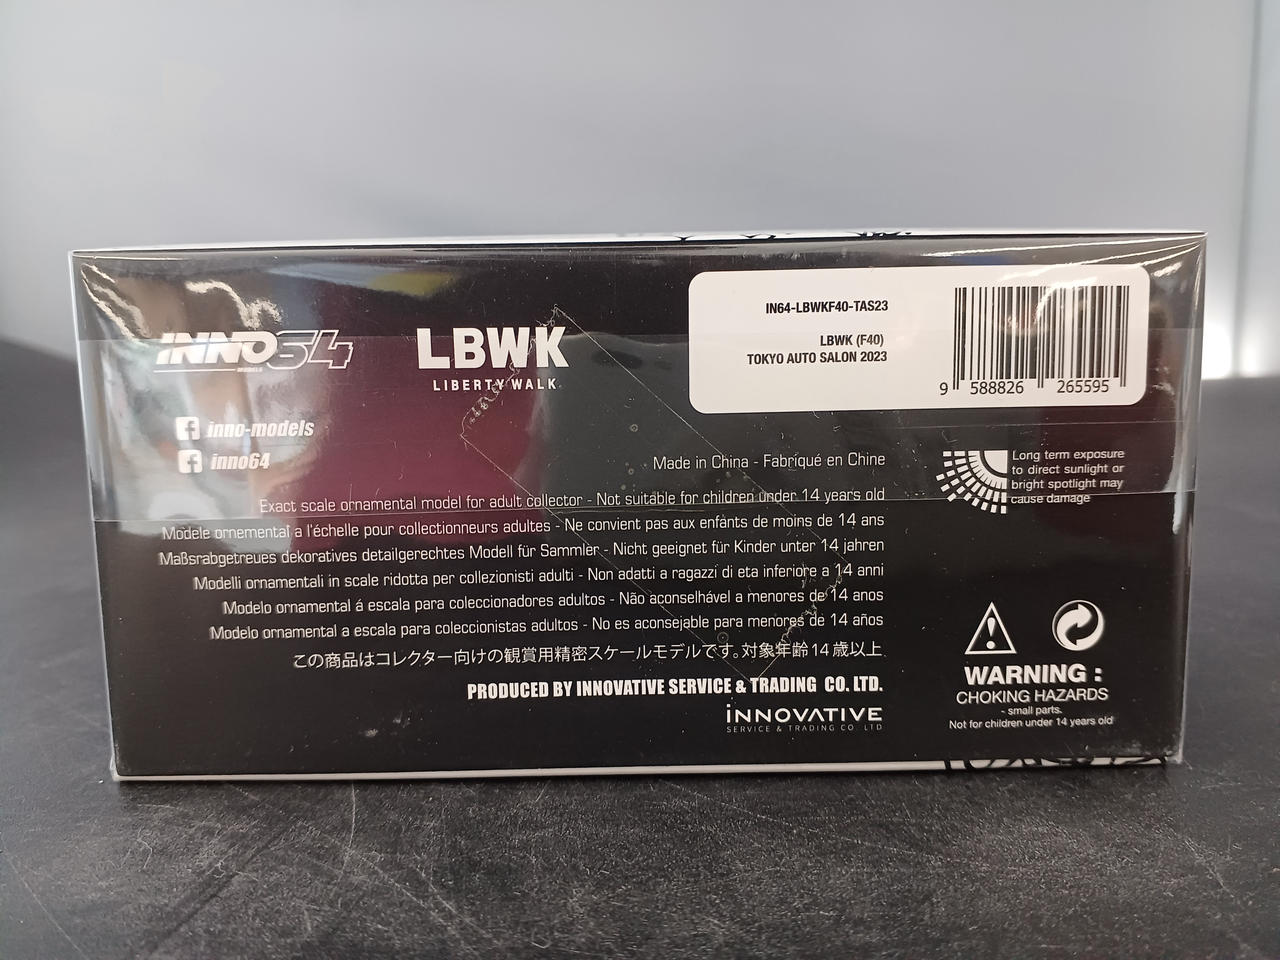 INNO64
MODELS
LBWK
LIBERTY WALK
inno-models
inno64
IN64-LBWKF40-TAS23
LBWK (F40)
TOKYO AUTO SALON 2023
9 588826 265595
Made in China - Fabriqué en Chine
Long term exposure
to direct sunlight or
bright spotlight may
cause damage
Exact scale ornamental model for adult collector - Not suitable for children under 14 years old
Modele ornemental a l'échelle pour collectionneurs adultes - Ne convient pas aux enfants de moins de 14 ans
Maßsrabgetreues dekoratives detailgerechtes Modell für Sammler - Nicht geeignet für Kinder unter 14 jahren
Modelli ornamentali in scale ridotta per collezionisti adulti - Non adatti a ragazzi di eta inferiore a 14 anni
Modelo ornamental á escala para coleccionadores adultos - Não aconselhável a menores de 14 anos
Modelo ornamental a escala para coleccionistas adultos - No es aconsejable para menores de 14 años
この商品はコレクター向けの観賞用精密スケールモデルです。対象年齢14歳以上
PRODUCED BY INNOVATIVE SERVICE & TRADING CO. LTD.
INNOVATIVE
SERVICE & TRADING CO. LTD
WARNING :
CHOKING HAZARDS
- small parts.
Not for children under 14 years old